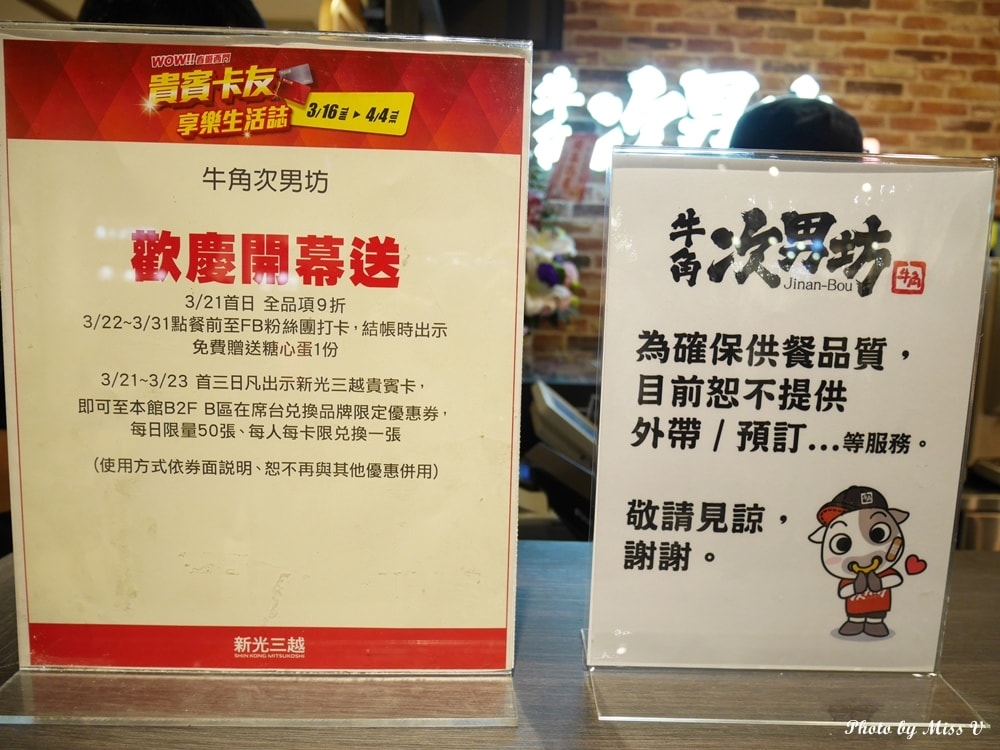 WOW!!
貴賓卡友
享樂生活誌
3/16 THE ▸ 4/4 TUE
牛角次男坊
歡慶開幕送
3/21首日 全品項9折
3/22~3/31點餐前至FB粉絲團打卡，結帳時出示
免費贈送糖心蛋1份
3/21~3/23 首三日凡出示新光三越貴賓卡，
即可至本館B2F B區在席台兌換品牌限定優惠券，
每日限量50張、每人每卡限兌換一張
（使用方式依券面說明、恕不再與其他優惠併用）
新光三越
SHIN KONG MITSUKOSHI
牛角次男
牛角次男坊
Jinan-Bou
牛角
為確保供餐品質，
目前恕不提供
外帶 / 預訂...等服務。
敬請見諒，
謝謝。
Photo by Miss V